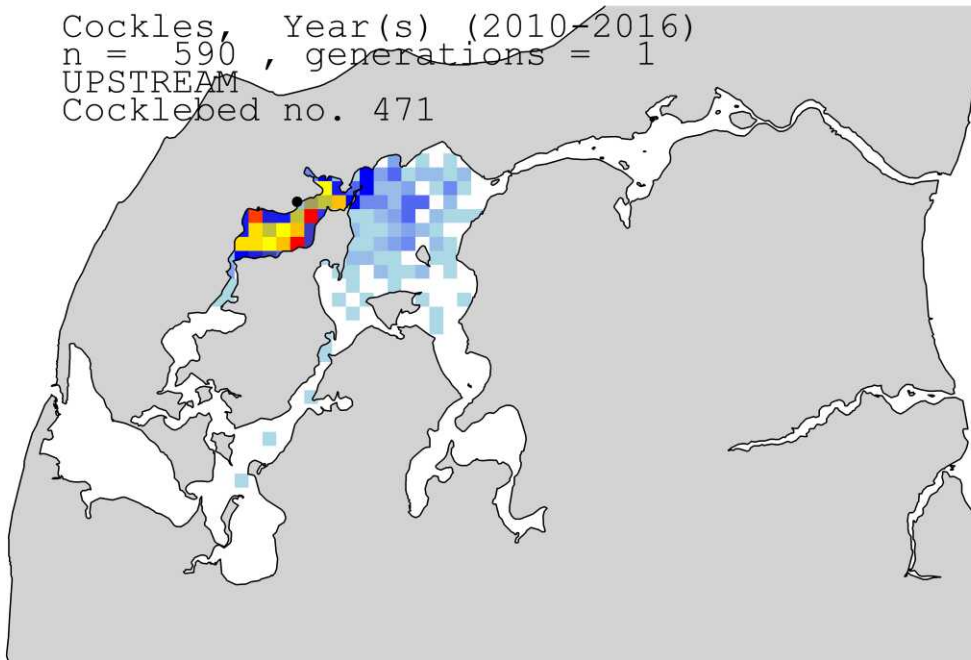 Cockles, Year(s) (2010-2016)
n = 590 , generations = 1
UPSTREAM
Cocklebed no. 471